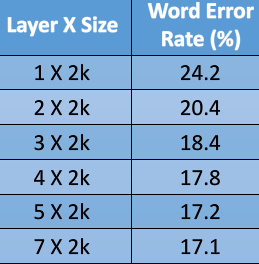 Layer X Size Word Error Rate (%)
1 X 2k 24.2
2 X 2k 20.4
3 X 2k 18.4
4 X 2k 17.8
5 X 2k 17.2
7 X 2k 17.1